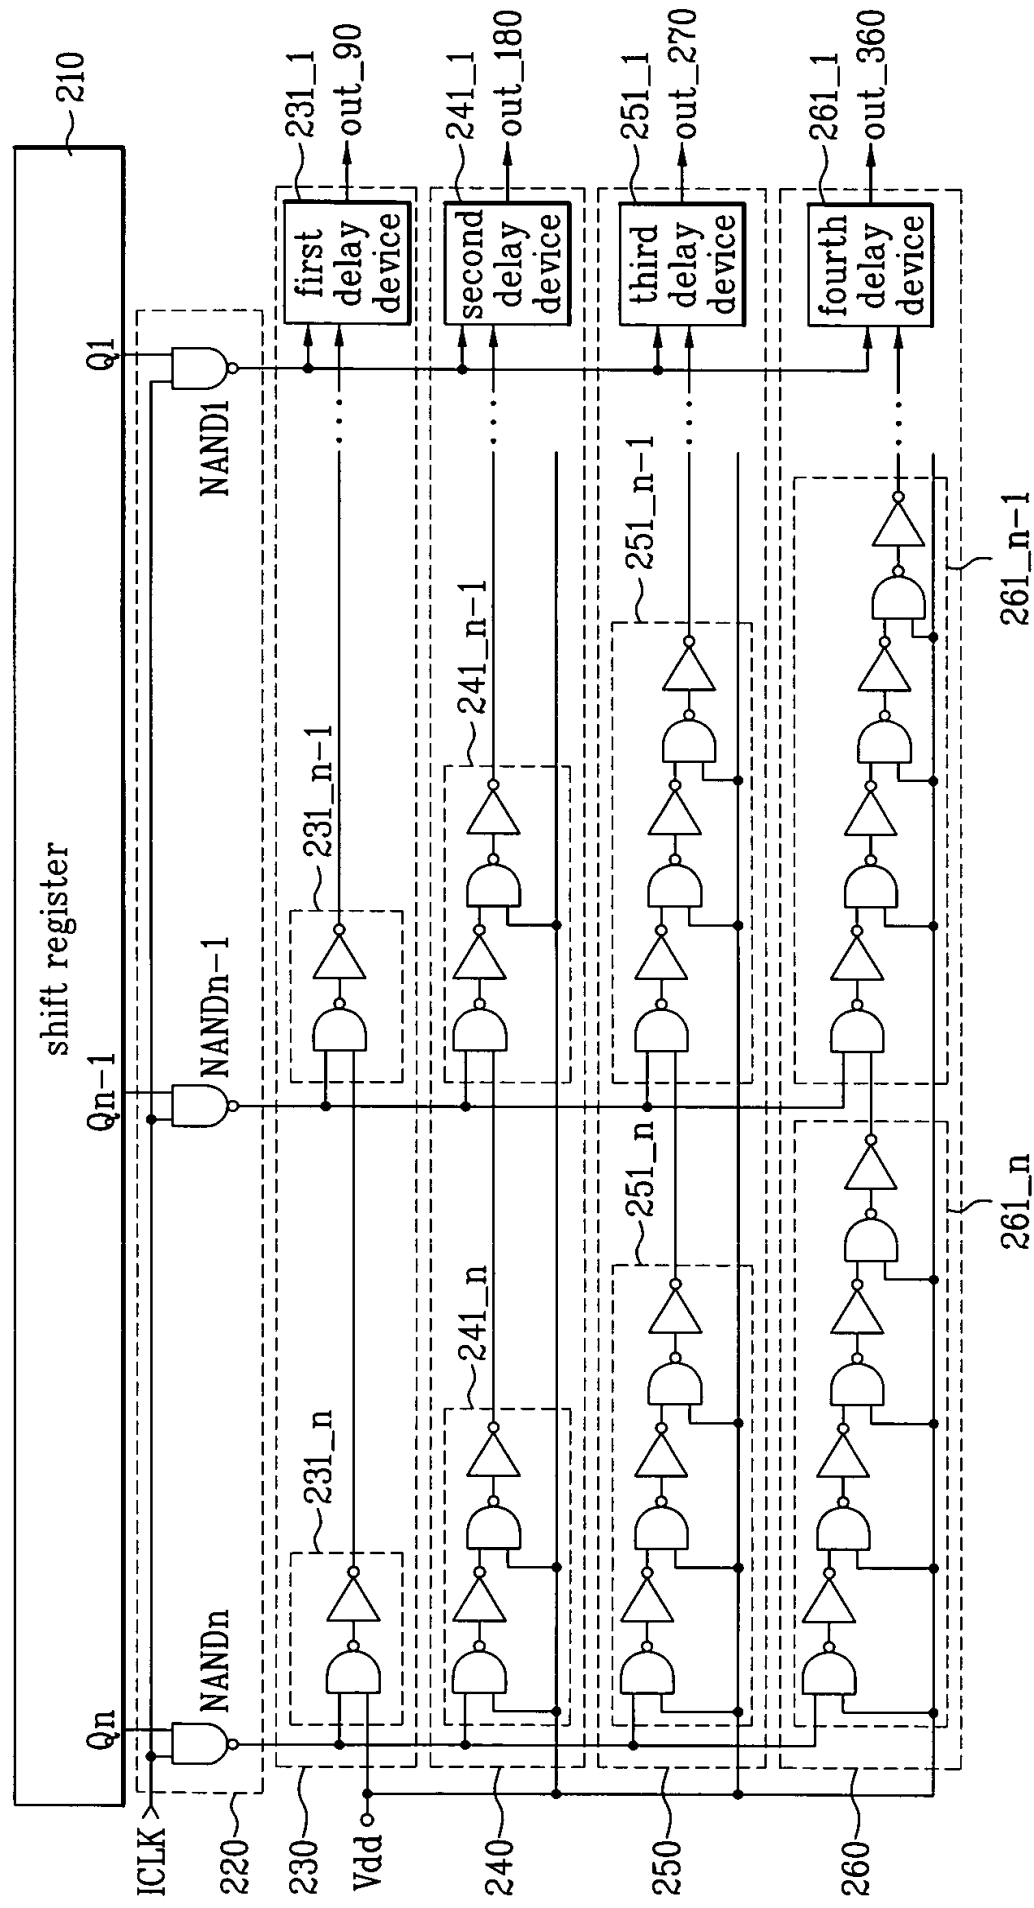 shift register
210
Qn
Qn-1
Q1
ICLK
NANDn
NANDn-1
NAND1
220
231_n
231_n-1
first
delay
device
231_1
out_90
230
Vdd
241_n
241_n-1
second
delay
device
241_1
out_180
240
251_n
251_n-1
third
delay
device
251_1
out_270
250
fourth
delay
device
261_1
out_360
260
261_n
261_n-1